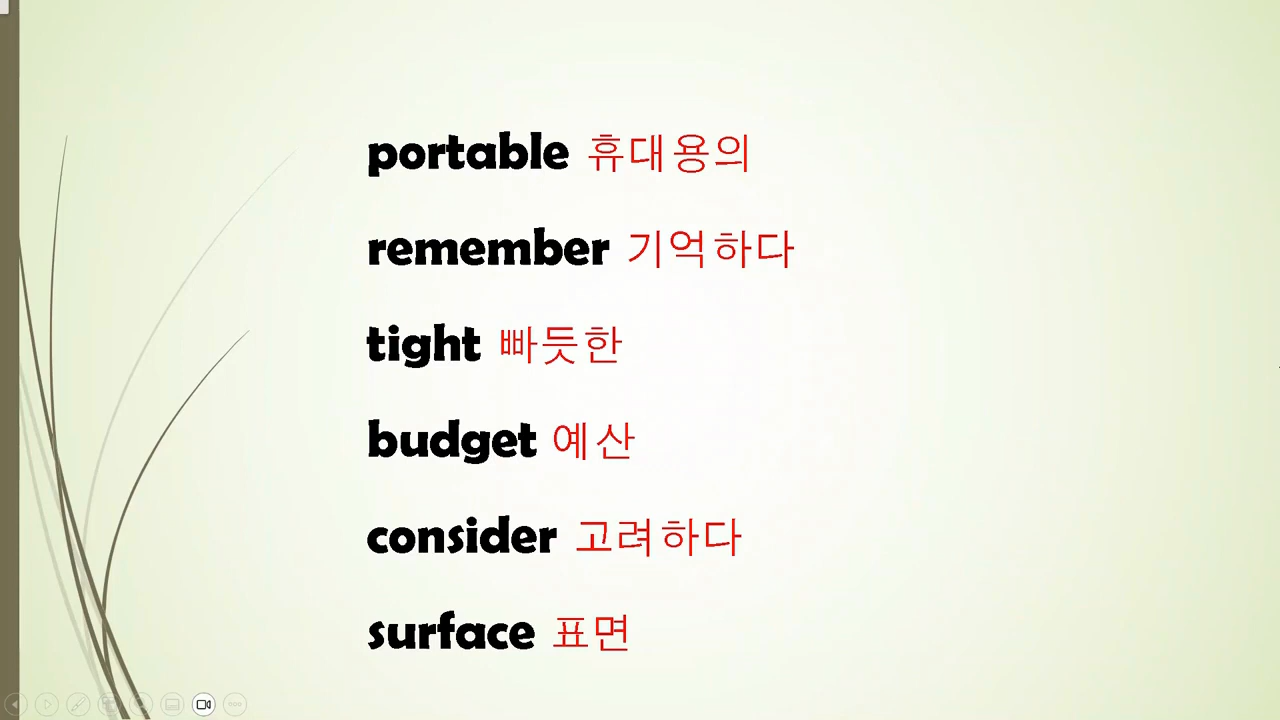 portable 휴대용의
remember 기억하다
tight 빠듯한
budget 예산
consider 고려하다
surface 표면